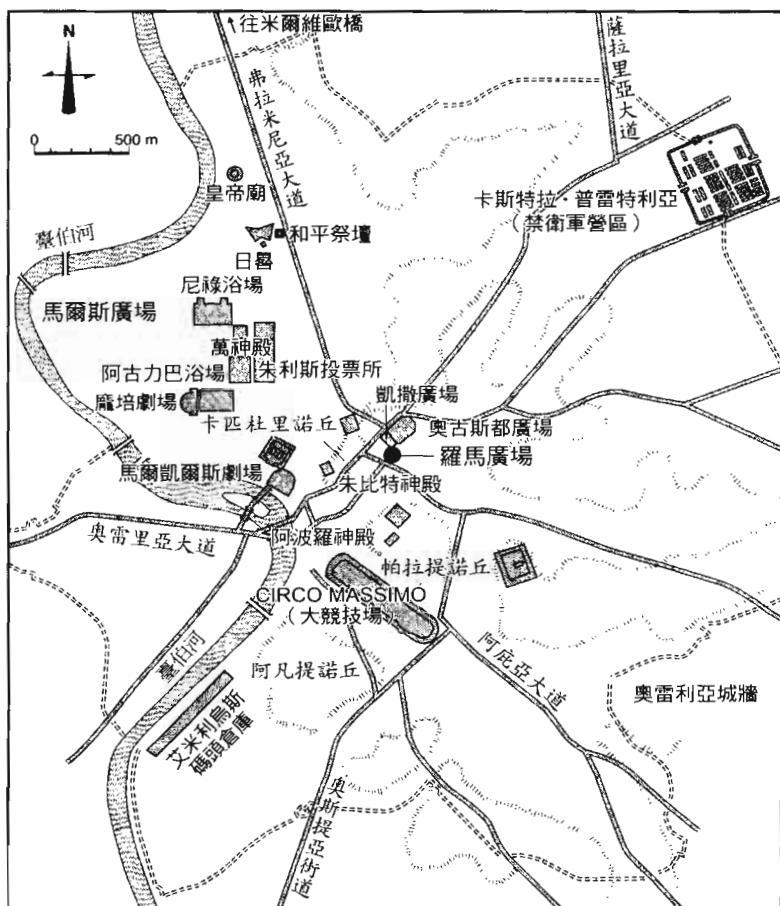 ↑往米爾維歐橋
N
0 500 m
弗拉米尼亞大道
薩拉里亞大道
皇帝廟
卡斯特拉・普雷特利亞
（禁衛軍營區）
臺伯河
和平祭壇
日晷
尼祿浴場
馬爾斯廣場
萬神殿
朱利斯投票所
阿古力巴浴場
龐培劇場
凱撒廣場
卡匹杜里諾丘
奧古斯都廣場
羅馬廣場
馬爾凱爾斯劇場
朱比特神殿
奧雷里亞大道
阿波羅神殿
帕拉提諾丘
CIRCO MASSIMO
（大競技場）
臺伯河
阿凡提諾丘
阿庇亞大道
奧雷利亞城牆
艾米利烏斯
碼頭倉庫
奧斯提亞街道